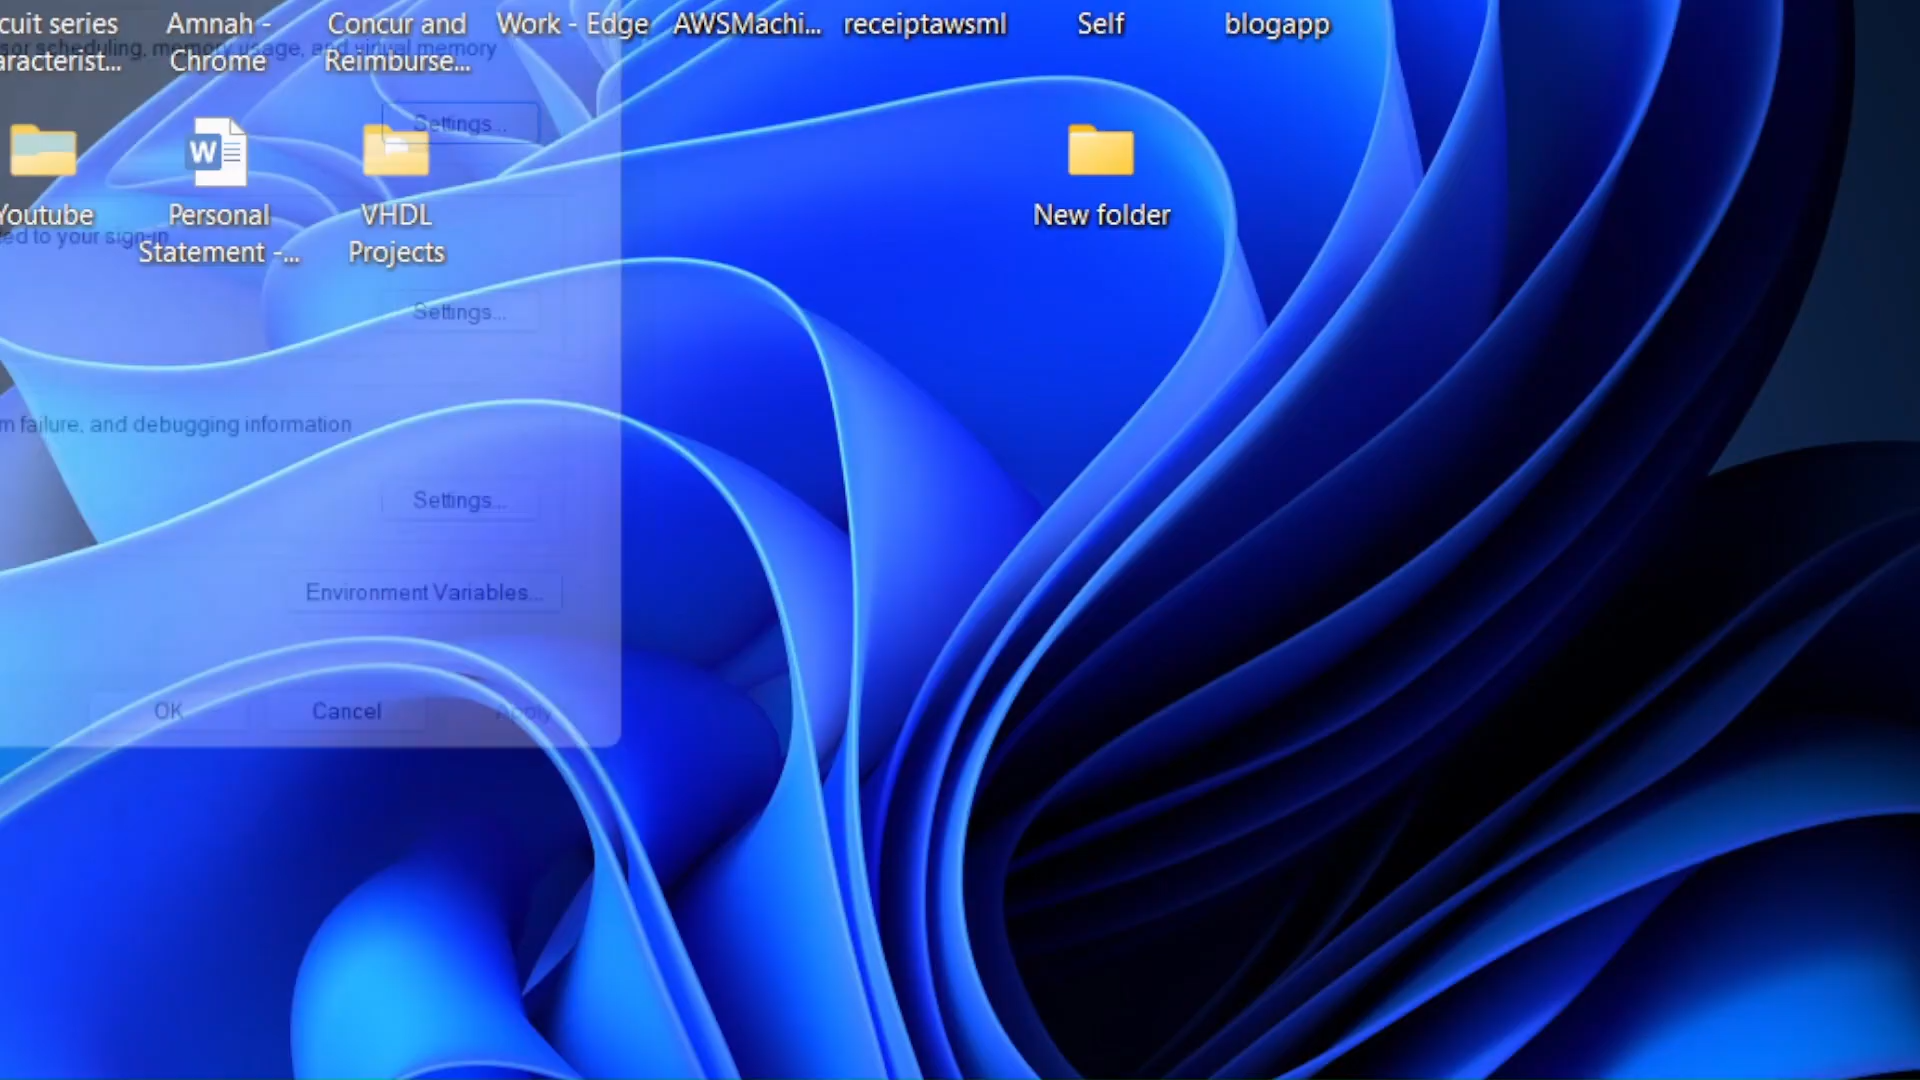 cuit series
aracterist...
Amnah -
Chrome
Concur and
Reimburse...
Work - Edge
AWSMachi...
receiptawsml
Self
blogapp
sor scheduling, memory usage, and virtual memory
Settings...
Youtube
Personal
Statement -...
VHDL
Projects
New folder
W
ed to your sign-in
Settings...
m failure, and debugging information
Settings...
Environment Variables...
OK
Cancel
Apply